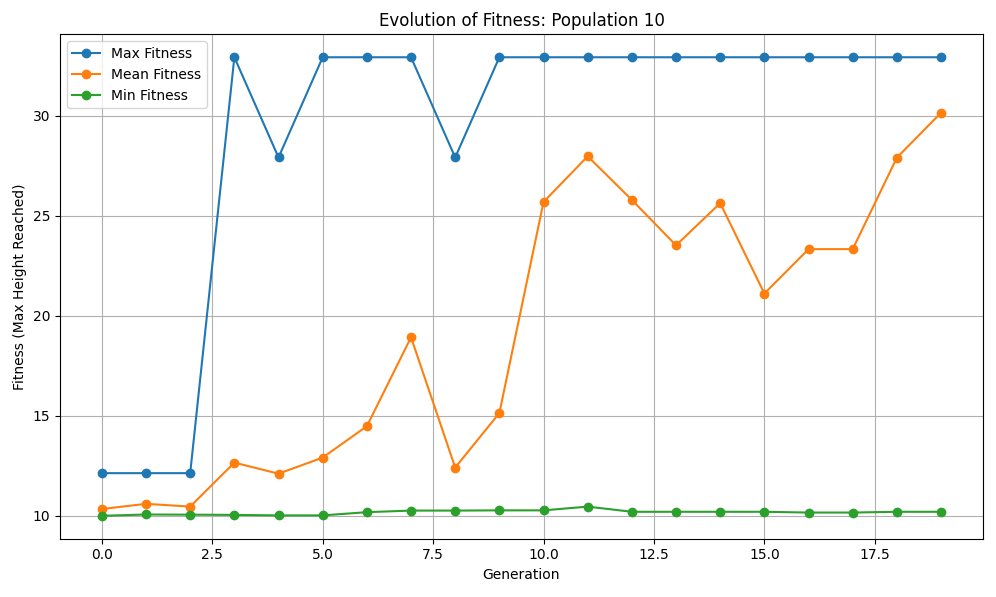 Evolution of Fitness: Population 10
Max Fitness
Mean Fitness
Min Fitness
Fitness (Max Height Reached)
30
25
20
15
10
0.0 2.5 5.0 7.5 10.0 12.5 15.0 17.5
Generation